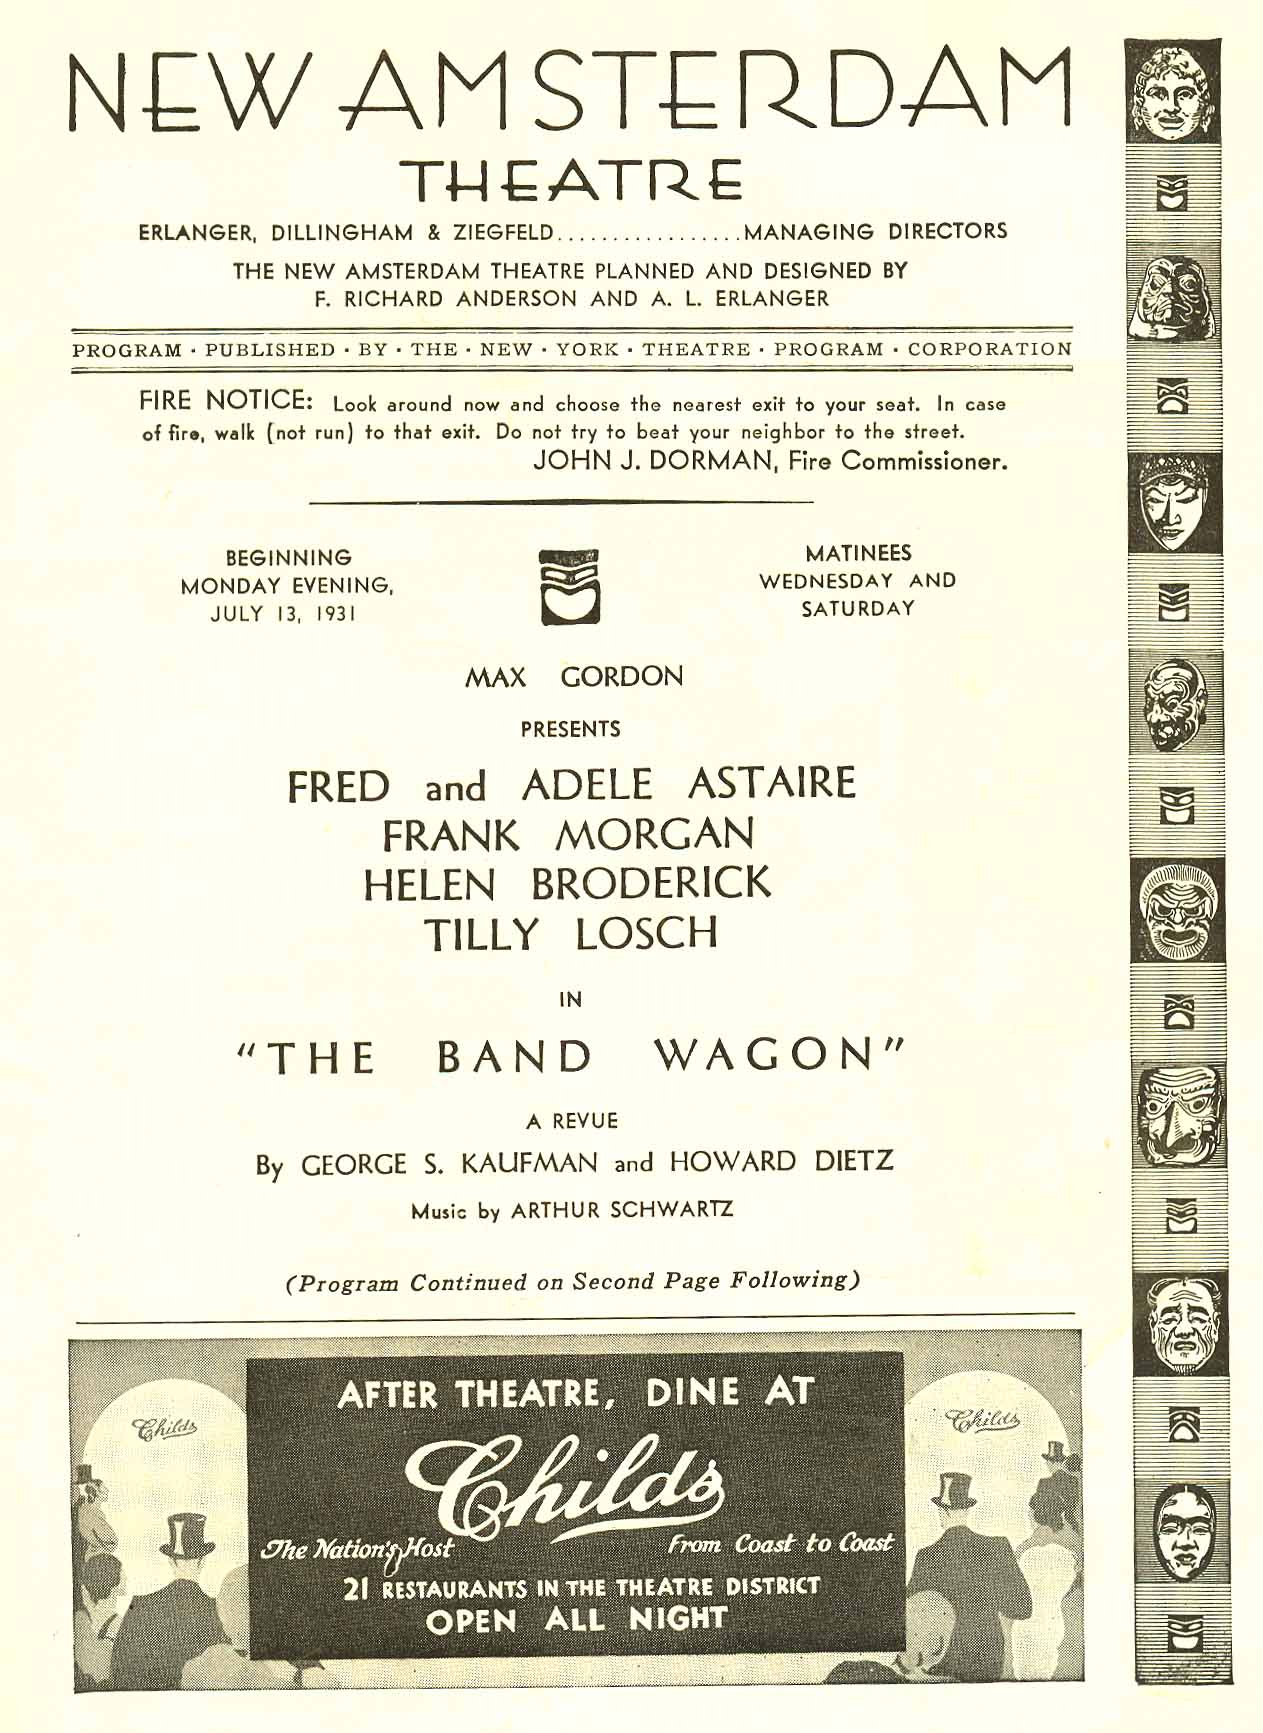 NEW AMSTERDAM
THEATRE
ERLANGER, DILLINGHAM & ZIEGFELD.................MANAGING DIRECTORS
THE NEW AMSTERDAM THEATRE PLANNED AND DESIGNED BY
F. RICHARD ANDERSON AND A. L. ERLANGER
PROGRAM · PUBLISHED · BY · THE · NEW · YORK · THEATRE · PROGRAM · CORPORATION
FIRE NOTICE: Look around now and choose the nearest exit to your seat. In case
of fire, walk (not run) to that exit. Do not try to beat your neighbor to the street.
JOHN J. DORMAN, Fire Commissioner.
BEGINNING
MONDAY EVENING,
JULY 13, 1931
MATINEES
WEDNESDAY AND
SATURDAY
MAX GORDON
PRESENTS
FRED and ADELE ASTAIRE
FRANK MORGAN
HELEN BRODERICK
TILLY LOSCH
IN
"THE BAND WAGON"
A REVUE
By GEORGE S. KAUFMAN and HOWARD DIETZ
Music by ARTHUR SCHWARTZ
(Program Continued on Second Page Following)
AFTER THEATRE, DINE AT
Childs
Childs
Childs
The Nation's Host
from Coast to Coast
21 RESTAURANTS IN THE THEATRE DISTRICT
OPEN ALL NIGHT